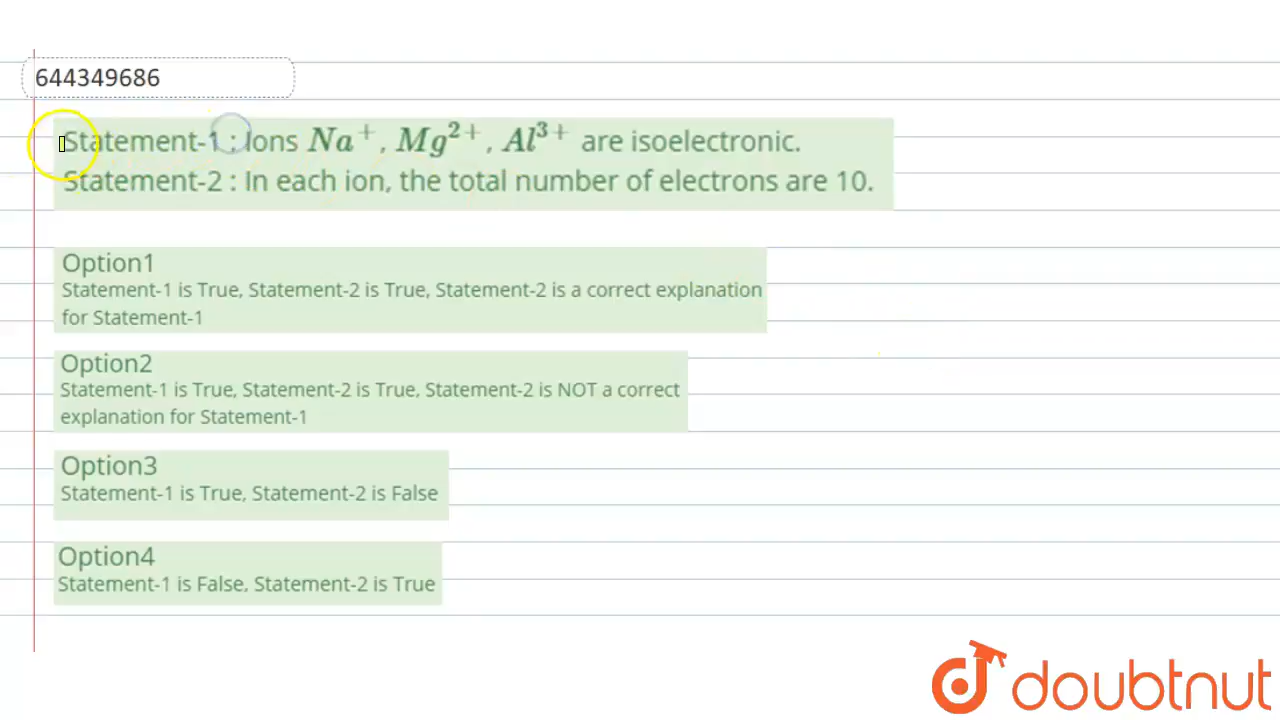 644349686
Statement-1 : Ions Na⁺, Mg²⁺, Al³⁺ are isoelectronic.
Statement-2 : In each ion, the total number of electrons are 10.
Option1
Statement-1 is True, Statement-2 is True, Statement-2 is a correct explanation
for Statement-1
Option2
Statement-1 is True, Statement-2 is True, Statement-2 is NOT a correct
explanation for Statement-1
Option3
Statement-1 is True, Statement-2 is False
Option4
Statement-1 is False, Statement-2 is True
doubtnut